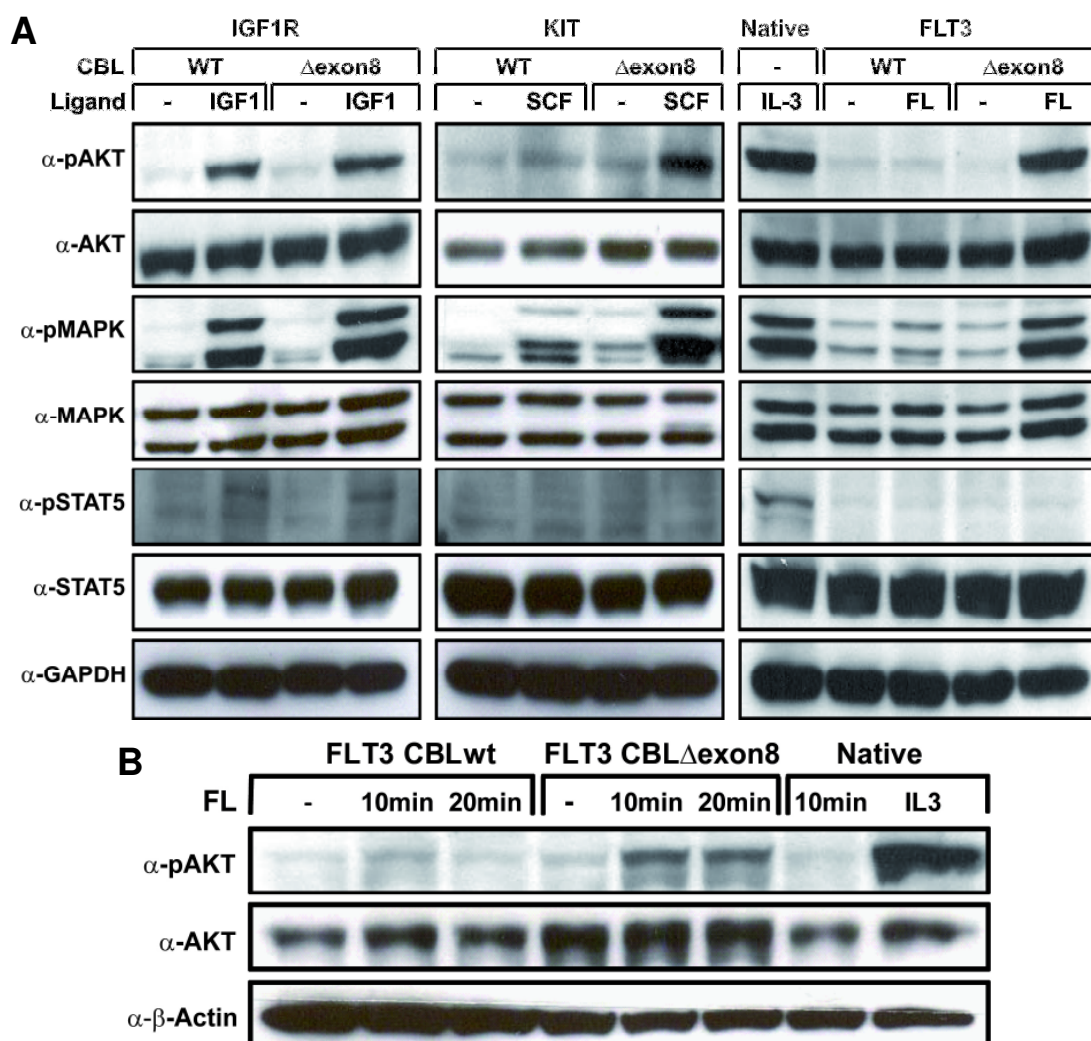 A
IGF1R KIT Native FLT3
CBL WT Δexon8 WT Δexon8 - WT Δexon8
Ligand - IGF1 - IGF1 - SCF - SCF IL-3 - FL - FL
α-pAKT
α-AKT
α-pMAPK
α-MAPK
α-pSTAT5
α-STAT5
α-GAPDH
B
FLT3 CBLwt FLT3 CBLΔexon8 Native
FL - 10min 20min - 10min 20min 10min IL3
α-pAKT
α-AKT
α-β-Actin